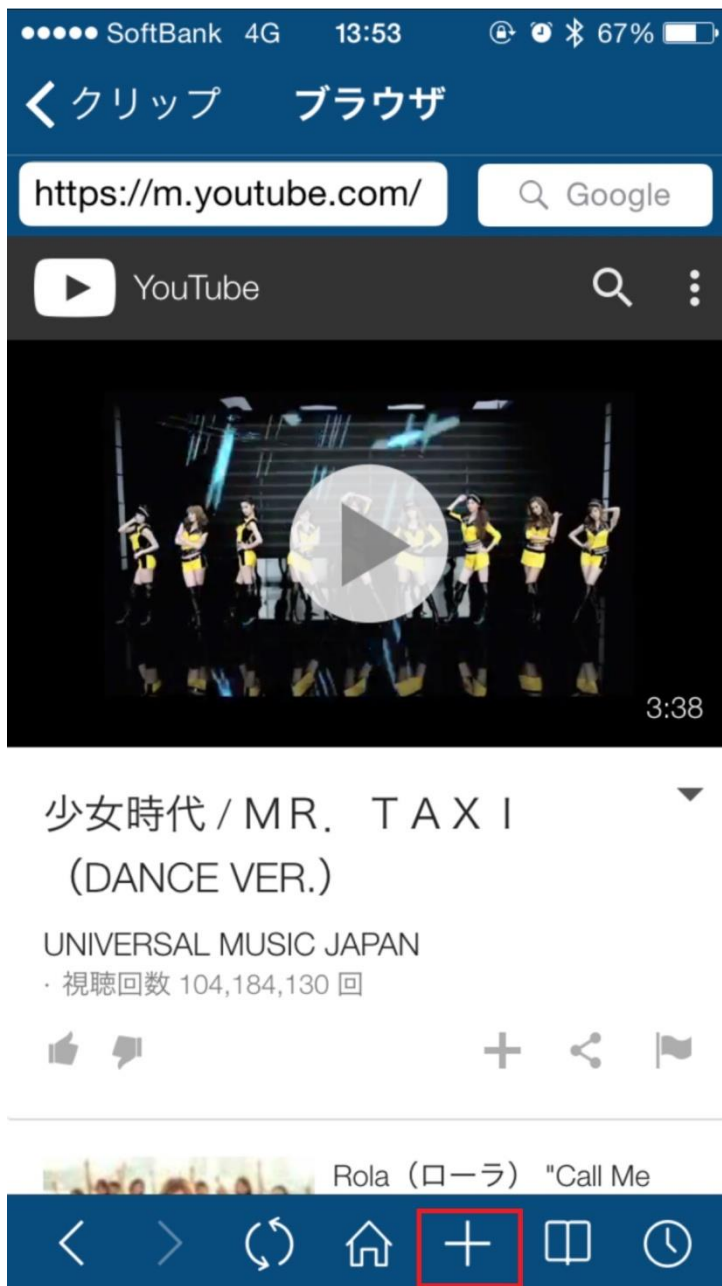 SoftBank 4G 13:53 67%
クリップ ブラウザ
https://m.youtube.com/ Google
YouTube
3:38
少女時代 / ＭＲ．ＴＡＸＩ
（DANCE VER.）
UNIVERSAL MUSIC JAPAN
· 視聴回数 104,184,130 回
Rola（ローラ） "Call Me